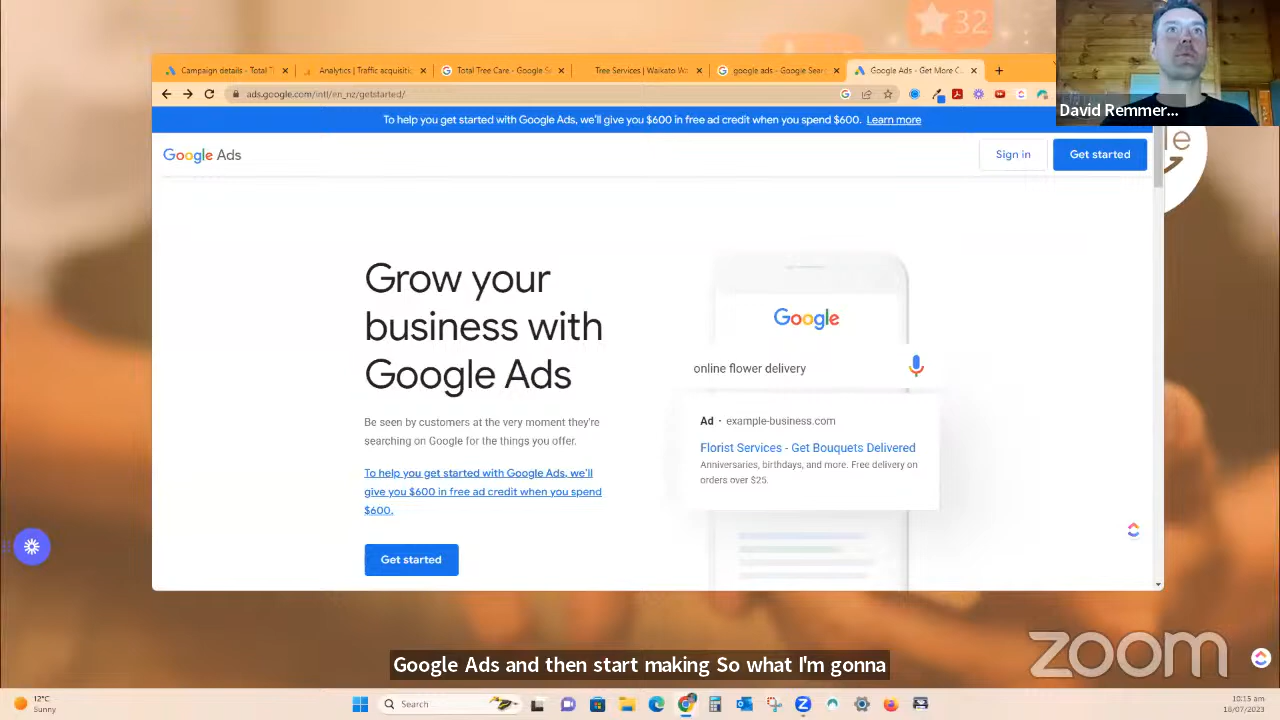 32
Campaign details - Total T
Analytics | Traffic acquisiti
Total Tree Care - Google Se
Tree Services | Waikato Wa
google ads - Google Searc
Google Ads - Get More C
ads.google.com/intl/en_nz/getstarted/
David Remmer...
To help you get started with Google Ads, we'll give you $600 in free ad credit when you spend $600. Learn more
Google Ads
Sign in
Get started
le
Grow your
business with
Google Ads
Google
online flower delivery
Be seen by customers at the very moment they're
searching on Google for the things you offer.
Ad · example-business.com
Florist Services - Get Bouquets Delivered
Anniversaries, birthdays, and more. Free delivery on
orders over $25.
To help you get started with Google Ads, we'll
give you $600 in free ad credit when you spend
$600.
Get started
Google Ads and then start making So what I'm gonna
zoom
12°C
Sunny
Search
10:15 am
18/07/2023